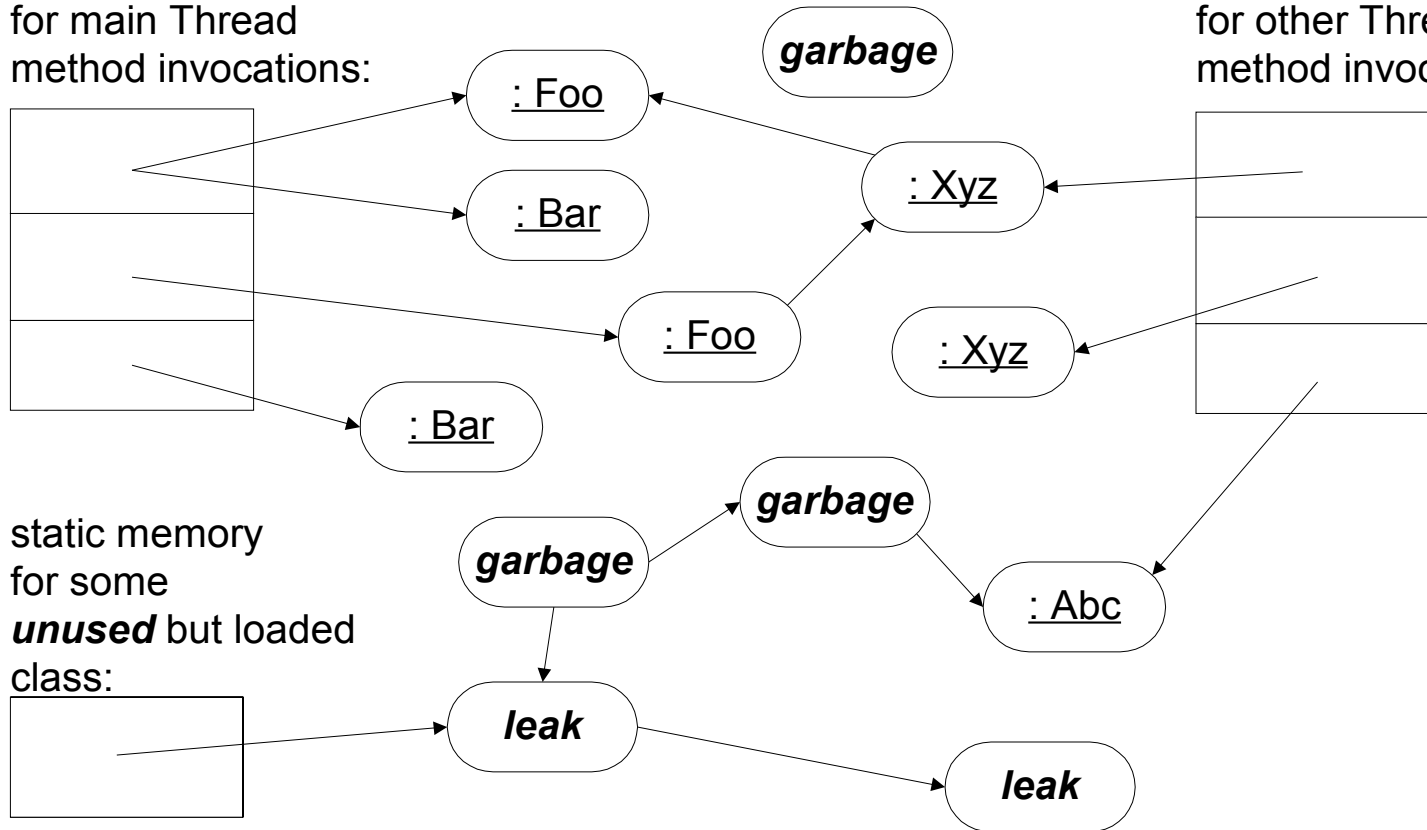 for main Thread
method invocations:
garbage
for other Thre
method invoc
: Foo
: Xyz
: Bar
: Foo
: Xyz
: Bar
garbage
static memory
for some
unused but loaded
class:
garbage
: Abc
leak
leak